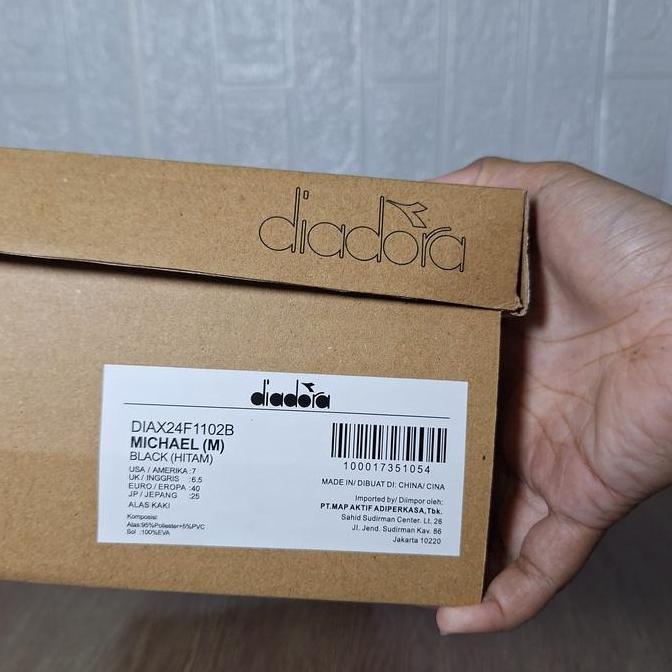 diadora
diadora
DIAX24F1102B
MICHAEL (M)
BLACK (HITAM)
USA / AMERIKA :7
UK / INGGRIS :6.5
EURO / EROPA :40
JP / JEPANG :25
ALAS KAKI
Komposisi
Alas:95%Poliester+5%PVC
Sol :100%EVA
100017351054
MADE IN/ DIBUAT DI: CHINA/ CINA
Imported by/ Diimpor oleh:
PT.MAP AKTIF ADIPERKASA,Tbk.
Sahid Sudirman Center. Lt. 26
Jl. Jend. Sudirman Kav. 86
Jakarta 10220